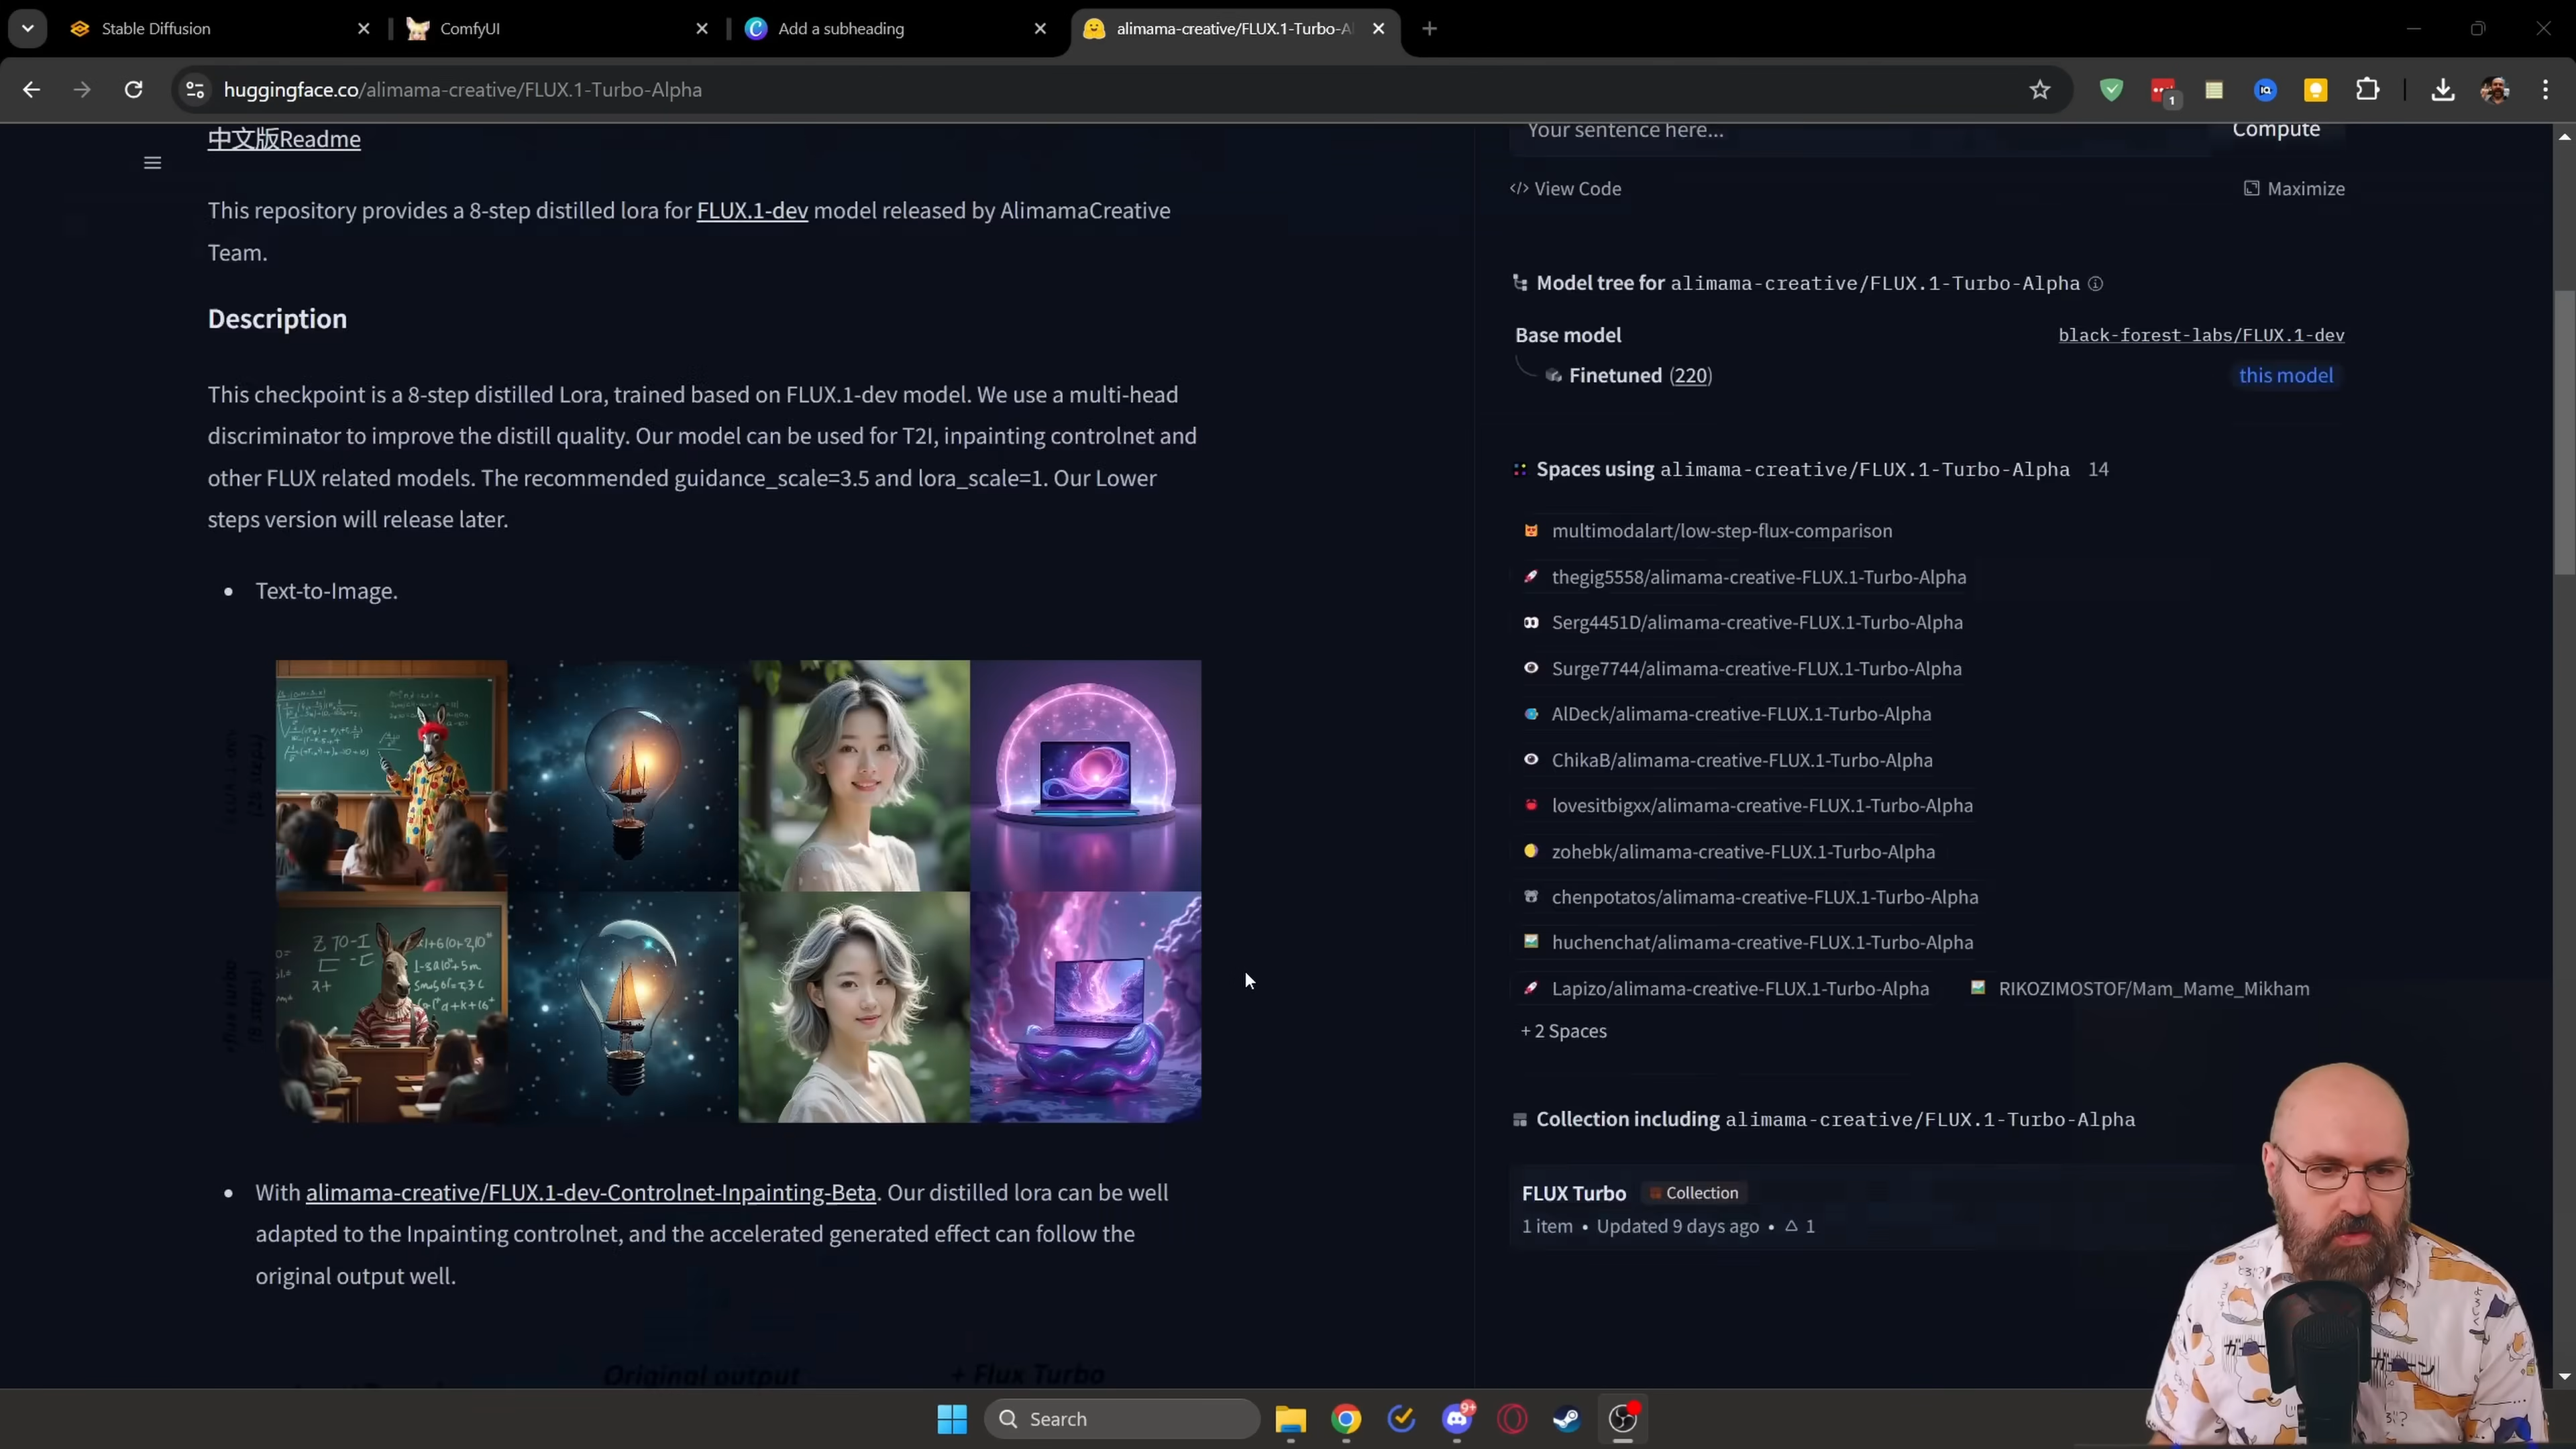 Stable Diffusion
ComfyUI
Add a subheading
alimama-creative/FLUX.1-Turbo-Al
huggingface.co/alimama-creative/FLUX.1-Turbo-Alpha
1
中文版Readme
This repository provides a 8-step distilled lora for FLUX.1-dev model released by AlimamaCreative
Team.
Description
This checkpoint is a 8-step distilled Lora, trained based on FLUX.1-dev model. We use a multi-head
discriminator to improve the distill quality. Our model can be used for T2I, inpainting controlnet and
other FLUX related models. The recommended guidance_scale=3.5 and lora_scale=1. Our Lower
steps version will release later.
Text-to-Image.
With alimama-creative/FLUX.1-dev-Controlnet-Inpainting-Beta. Our distilled lora can be well
adapted to the Inpainting controlnet, and the accelerated generated effect can follow the
original output well.
Original output
+ Flux Turbo
Your sentence here...
Compute
</> View Code
Maximize
Model tree for alimama-creative/FLUX.1-Turbo-Alpha
Base model
black-forest-labs/FLUX.1-dev
Finetuned (220)
this model
Spaces using alimama-creative/FLUX.1-Turbo-Alpha 14
multimodalart/low-step-flux-comparison
thegig5558/alimama-creative-FLUX.1-Turbo-Alpha
Serg4451D/alimama-creative-FLUX.1-Turbo-Alpha
Surge7744/alimama-creative-FLUX.1-Turbo-Alpha
AlDeck/alimama-creative-FLUX.1-Turbo-Alpha
ChikaB/alimama-creative-FLUX.1-Turbo-Alpha
lovesitbigxx/alimama-creative-FLUX.1-Turbo-Alpha
zohebk/alimama-creative-FLUX.1-Turbo-Alpha
chenpotatos/alimama-creative-FLUX.1-Turbo-Alpha
huchenchat/alimama-creative-FLUX.1-Turbo-Alpha
Lapizo/alimama-creative-FLUX.1-Turbo-Alpha
RIKOZIMOSTOF/Mam_Mame_Mikham
+ 2 Spaces
Collection including alimama-creative/FLUX.1-Turbo-Alpha
FLUX Turbo
Collection
1 item • Updated 9 days ago • △ 1
Search
9+